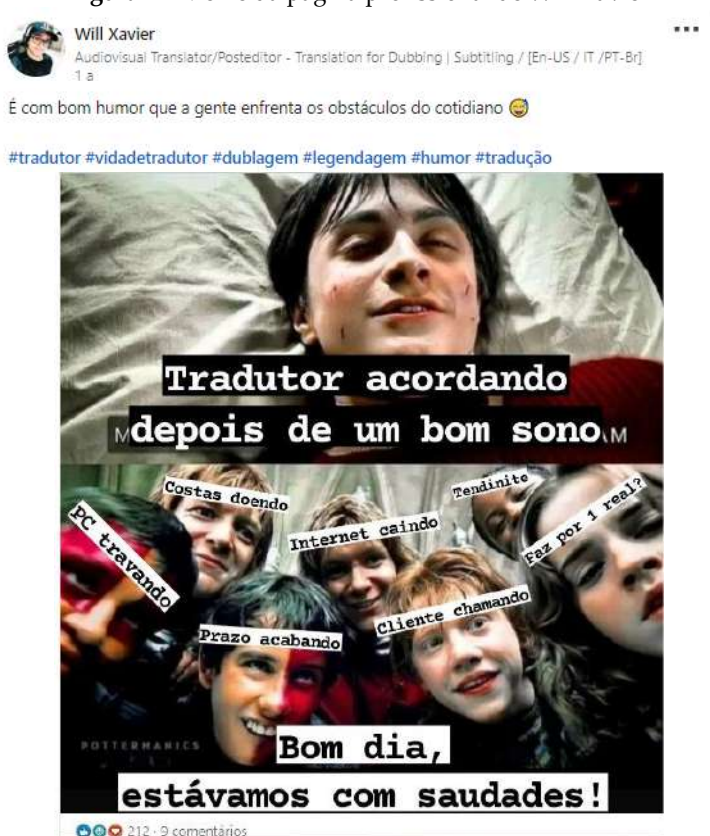 Will Xavier
Audiovisual Translator/Posteditor - Translation for Dubbing | Subtitling / [En-US / IT /PT-Br]
1 a
É com bom humor que a gente enfrenta os obstáculos do cotidiano 😅
#tradutor #vidadetradutor #dublagem #legendagem #humor #tradução
Tradutor acordando
depois de um bom sono
Costas doendo
Tendinite
PC travando
Internet caindo
Faz por 1 real?
Cliente chamando
Prazo acabando
POTTERMANICS
Bom dia,
estávamos com saudades!
212 · 9 comentários